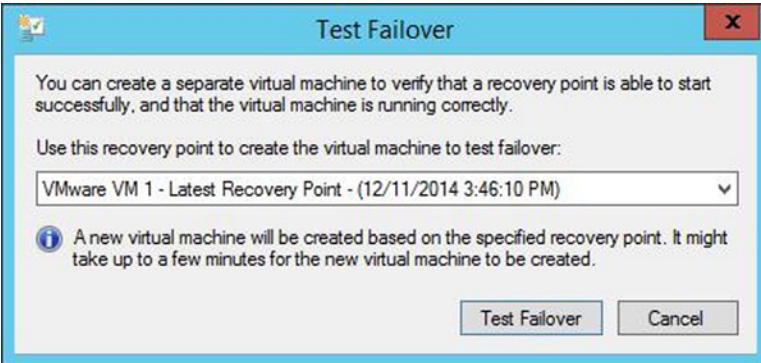 Test Failover
x
You can create a separate virtual machine to verify that a recovery point is able to start
successfully, and that the virtual machine is running correctly.
Use this recovery point to create the virtual machine to test failover:
VMware VM 1 - Latest Recovery Point - (12/11/2014 3:46:10 PM)
A new virtual machine will be created based on the specified recovery point. It might
take up to a few minutes for the new virtual machine to be created.
Test Failover Cancel